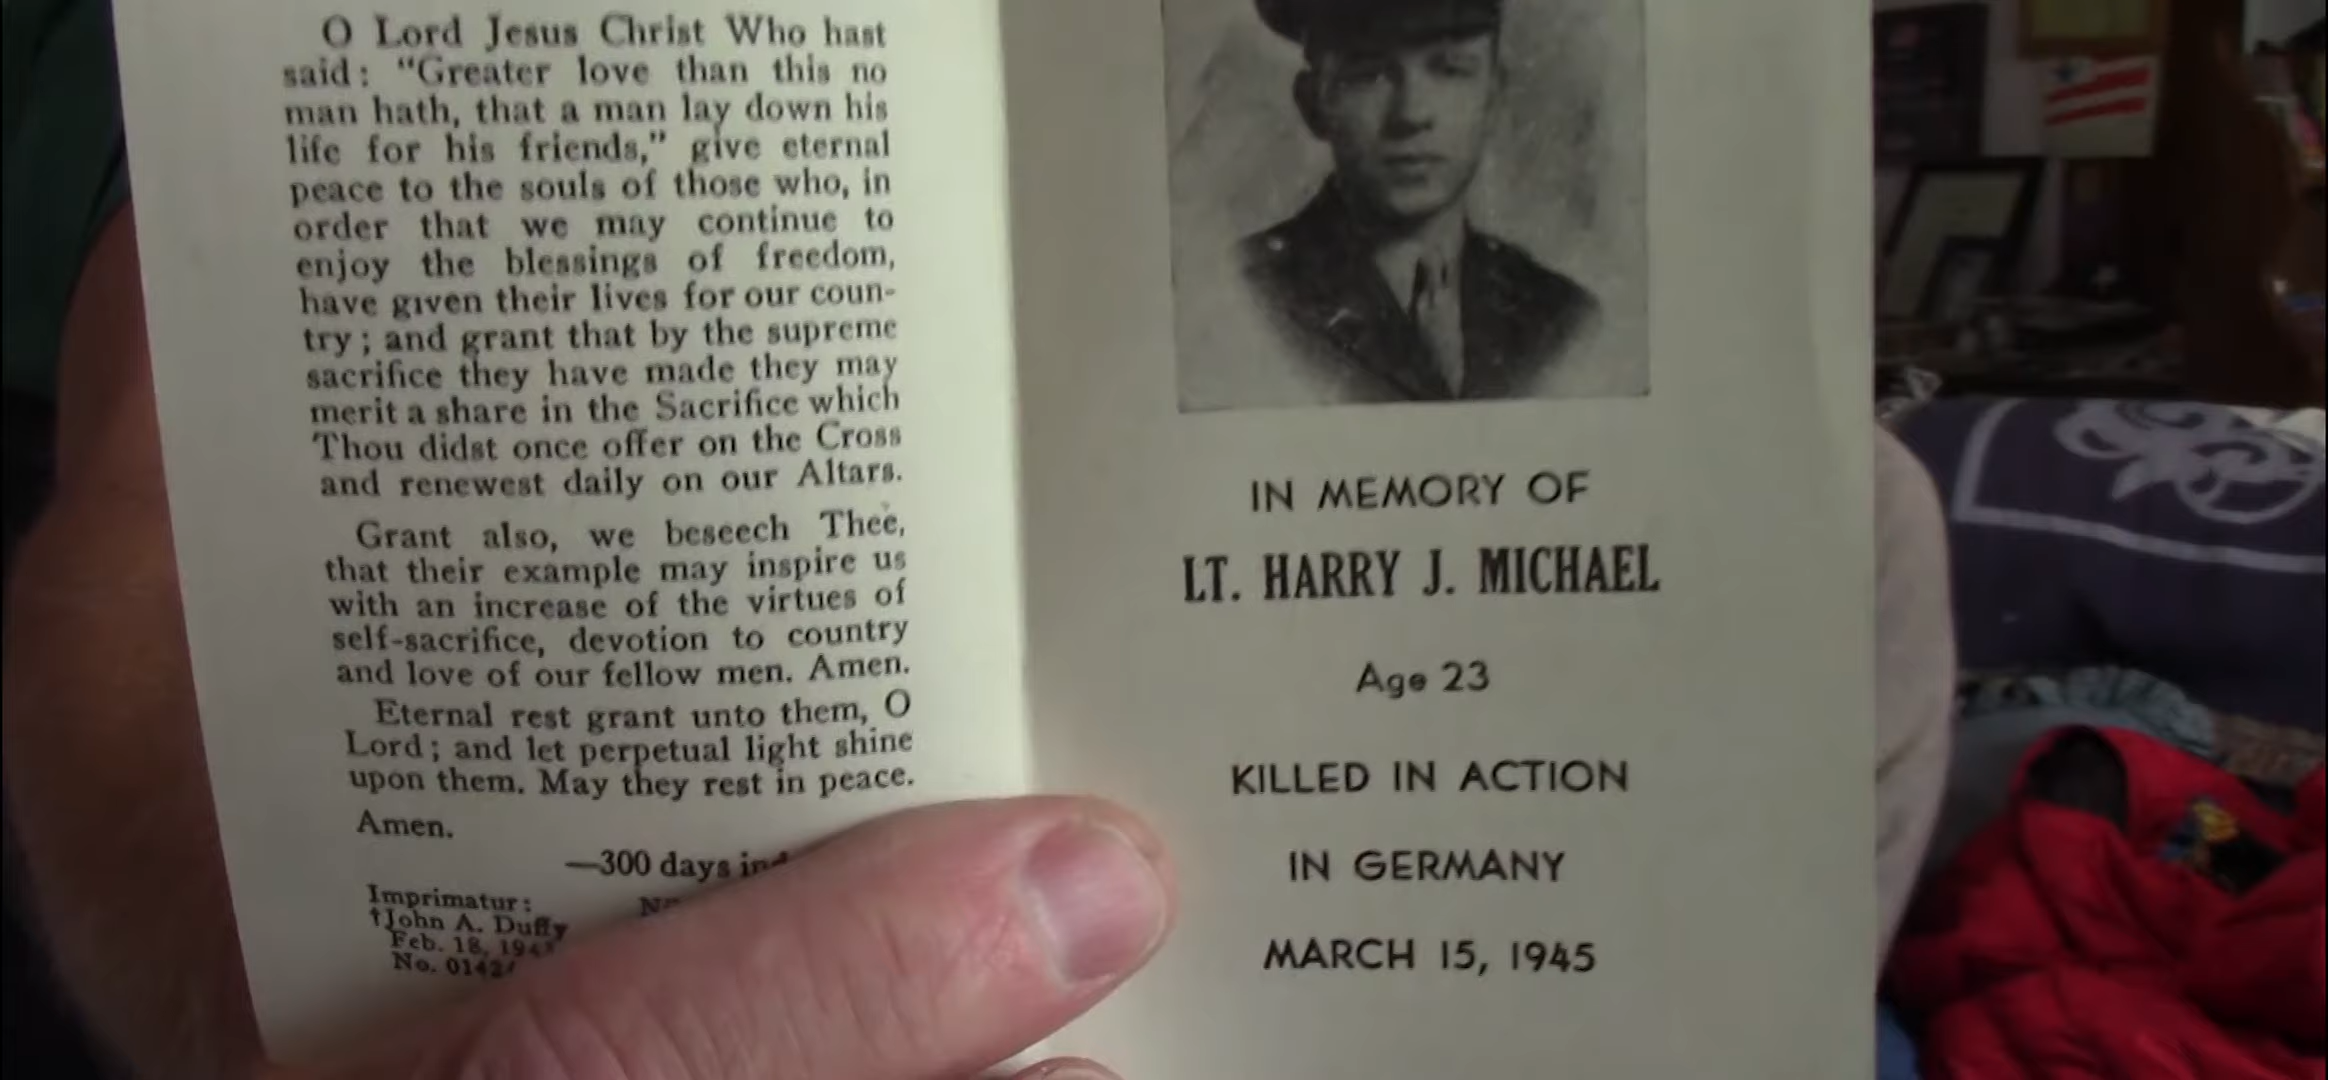 O Lord Jesus Christ Who hast
said: "Greater love than this no
man hath, that a man lay down his
life for his friends," give eternal
peace to the souls of those who, in
order that we may continue to
enjoy the blessings of freedom,
have given their lives for our coun-
try; and grant that by the supreme
sacrifice they have made they may
merit a share in the Sacrifice which
Thou didst once offer on the Cross
and renewest daily on our Altars.
Grant also, we beseech Thee,
that their example may inspire us
with an increase of the virtues of
self-sacrifice, devotion to country
and love of our fellow men. Amen.
Eternal rest grant unto them, O
Lord; and let perpetual light shine
upon them. May they rest in peace.
Amen.
—300 days
Imprimatur:
†John A. Duffy
Feb. 18,
No.
IN MEMORY OF
LT. HARRY J. MICHAEL
Age 23
KILLED IN ACTION
IN GERMANY
MARCH 15, 1945